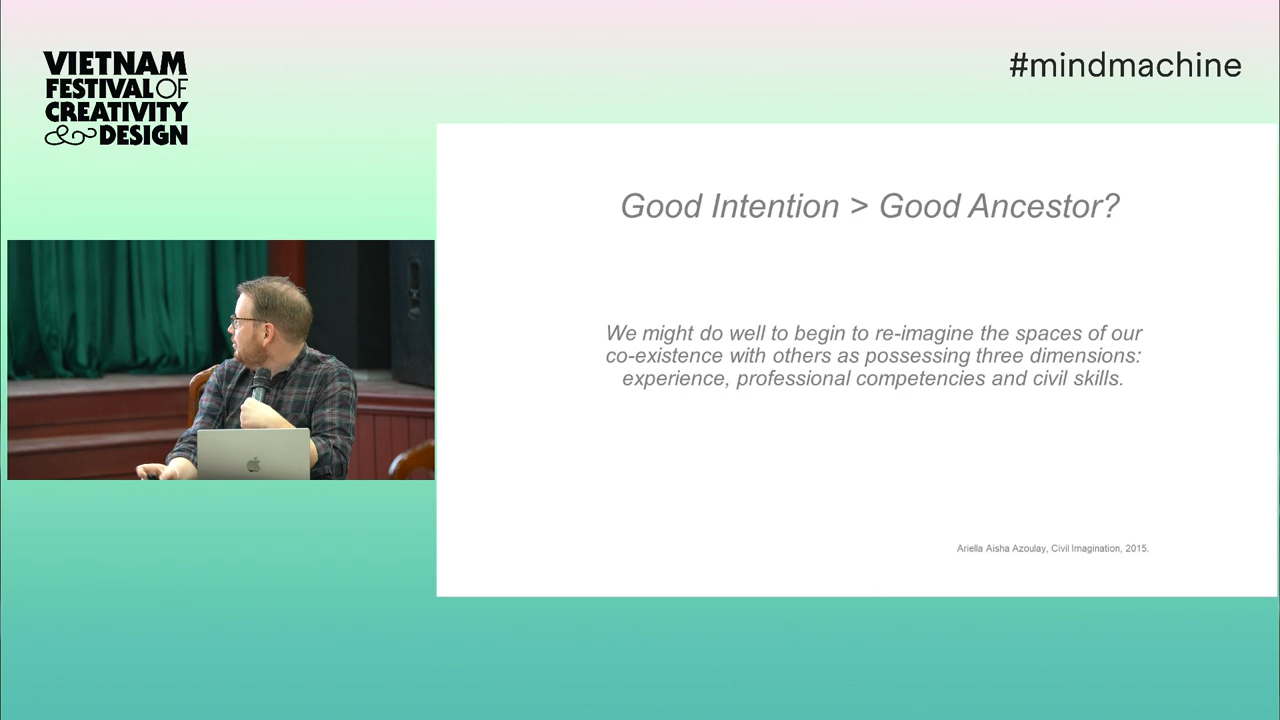 VIETNAM
FESTIVAL OF
CREATIVITY
& DESIGN
#mindmachine
Good Intention > Good Ancestor?
We might do well to begin to re-imagine the spaces of our
co-existence with others as possessing three dimensions:
experience, professional competencies and civil skills.
Ariella Aisha Azoulay, Civil Imagination, 2015.